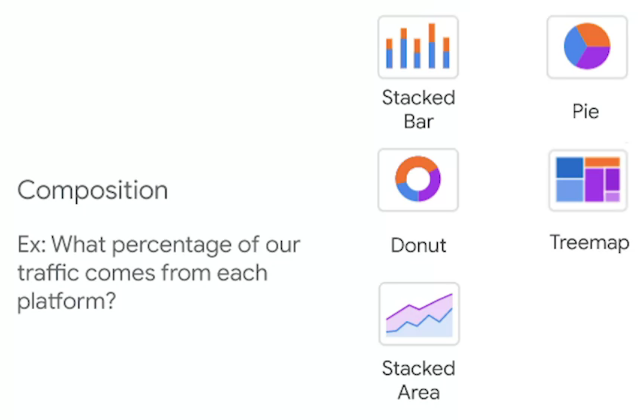 Composition
Ex: What percentage of our
traffic comes from each
platform?
Stacked
Bar
Pie
Donut
Treemap
Stacked
Area